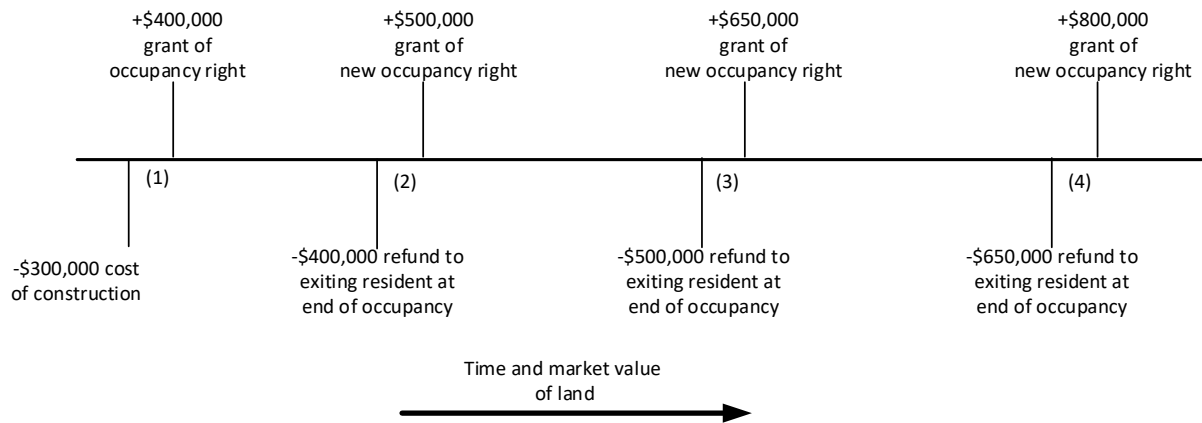 +$400,000
grant of
occupancy right
+$500,000
grant of
new occupancy right
+$650,000
grant of
new occupancy right
+$800,000
grant of
new occupancy right
(1)
(2)
(3)
(4)
-$300,000 cost
of construction
-$400,000 refund to
exiting resident at
end of occupancy
-$500,000 refund to
exiting resident at
end of occupancy
-$650,000 refund to
exiting resident at
end of occupancy
Time and market value
of land